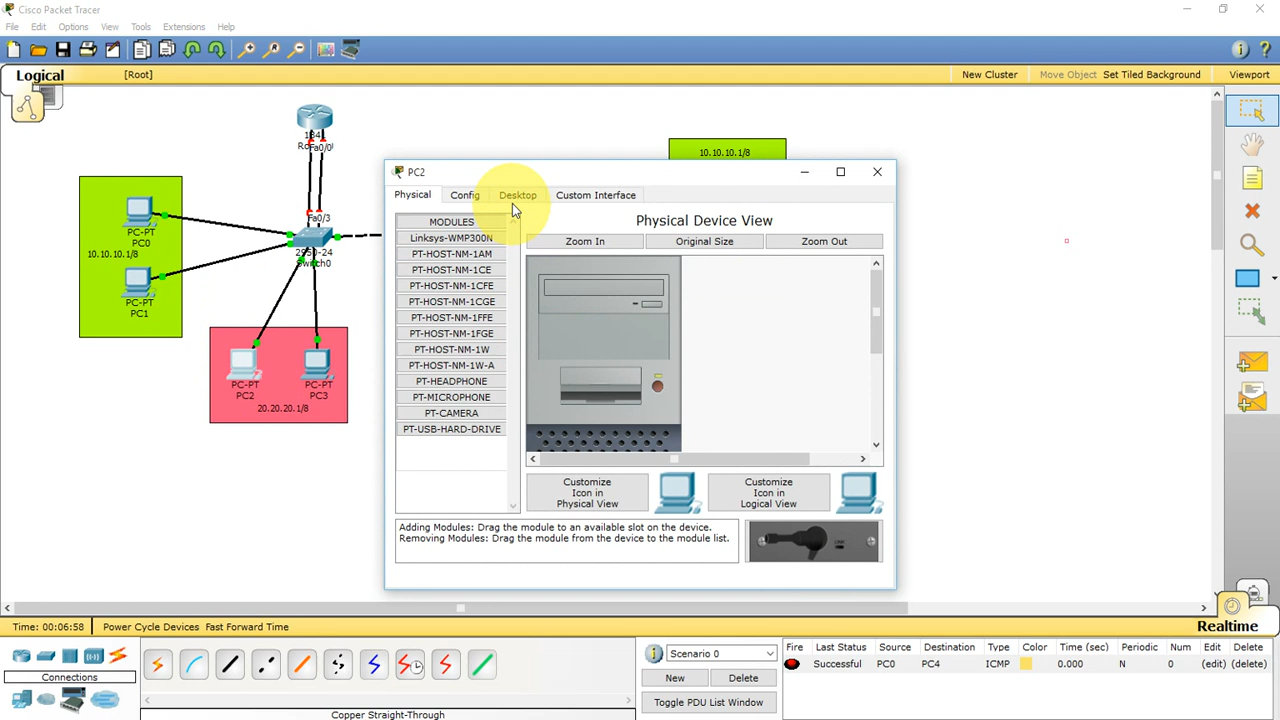 Cisco Packet Tracer
File Edit Options View Tools Extensions Help
Logical
[Root]
New Cluster Move Object Set Tiled Background Viewport
Fa0/0
Fa0/3
2950-24
Switch0
PC-PT
PC0
10.10.10.1/8
PC-PT
PC1
PC-PT
PC2
PC-PT
PC3
20.20.20.1/8
10.10.10.1/8
PC2
Physical Config Desktop Custom Interface
MODULES
Linksys-WMP300N
PT-HOST-NM-1AM
PT-HOST-NM-1CE
PT-HOST-NM-1CFE
PT-HOST-NM-1CGE
PT-HOST-NM-1FFE
PT-HOST-NM-1FGE
PT-HOST-NM-1W
PT-HOST-NM-1W-A
PT-HEADPHONE
PT-MICROPHONE
PT-CAMERA
PT-USB-HARD-DRIVE
Physical Device View
Zoom In Original Size Zoom Out
Customize
Icon in
Physical View
Customize
Icon in
Logical View
Adding Modules: Drag the module to an available slot on the device.
Removing Modules: Drag the module from the device to the module list.
Time: 00:06:58 Power Cycle Devices Fast Forward Time
Realtime
Connections
Copper Straight-Through
Scenario 0
New Delete
Toggle PDU List Window
Fire Last Status Source Destination Type Color Time (sec) Periodic Num Edit Delete
Successful PC0 PC4 ICMP 0.000 N 0 (edit) (delete)